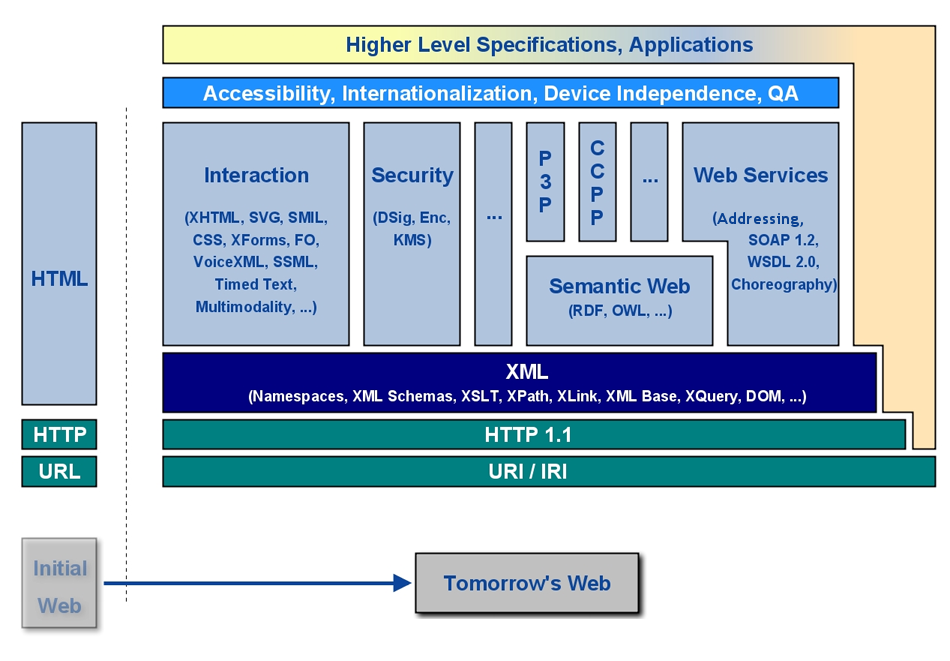 Higher Level Specifications, Applications
Accessibility, Internationalization, Device Independence, QA
HTML
Interaction
(XHTML, SVG, SMIL,
CSS, XForms, FO,
VoiceXML, SSML,
Timed Text,
Multimodality, ...)
Security
(DSig, Enc,
KMS)
...
P
3
P
C
C
P
P
...
Web Services
(Addressing,
SOAP 1.2,
WSDL 2.0,
Choreography)
Semantic Web
(RDF, OWL, ...)
XML
(Namespaces, XML Schemas, XSLT, XPath, XLink, XML Base, XQuery, DOM, ...)
HTTP
HTTP 1.1
URL
URI / IRI
Initial
Web
Tomorrow's Web